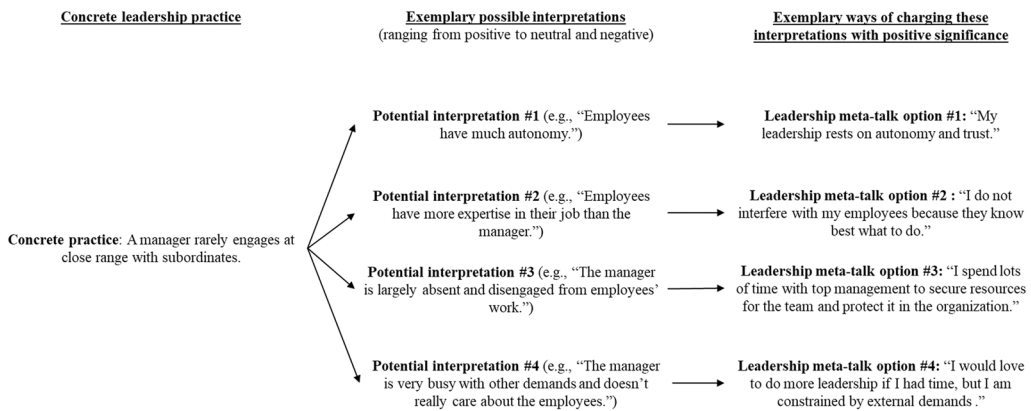 Concrete leadership practice
Exemplary possible interpretations
(ranging from positive to neutral and negative)
Exemplary ways of charging these
interpretations with positive significance
Concrete practice: A manager rarely engages at
close range with subordinates.
Potential interpretation #1 (e.g., “Employees
have much autonomy.”)
Leadership meta-talk option #1: “My
leadership rests on autonomy and trust.”
Potential interpretation #2 (e.g., “Employees
have more expertise in their job than the
manager.”)
Leadership meta-talk option #2 : “I do not
interfere with my employees because they know
best what to do.”
Potential interpretation #3 (e.g., “The manager
is largely absent and disengaged from employees’
work.”)
Leadership meta-talk option #3: “I spend lots
of time with top management to secure resources
for the team and protect it in the organization.”
Potential interpretation #4 (e.g., “The manager
is very busy with other demands and doesn’t
really care about the employees.”)
Leadership meta-talk option #4: “I would love
to do more leadership if I had time, but I am
constrained by external demands .”